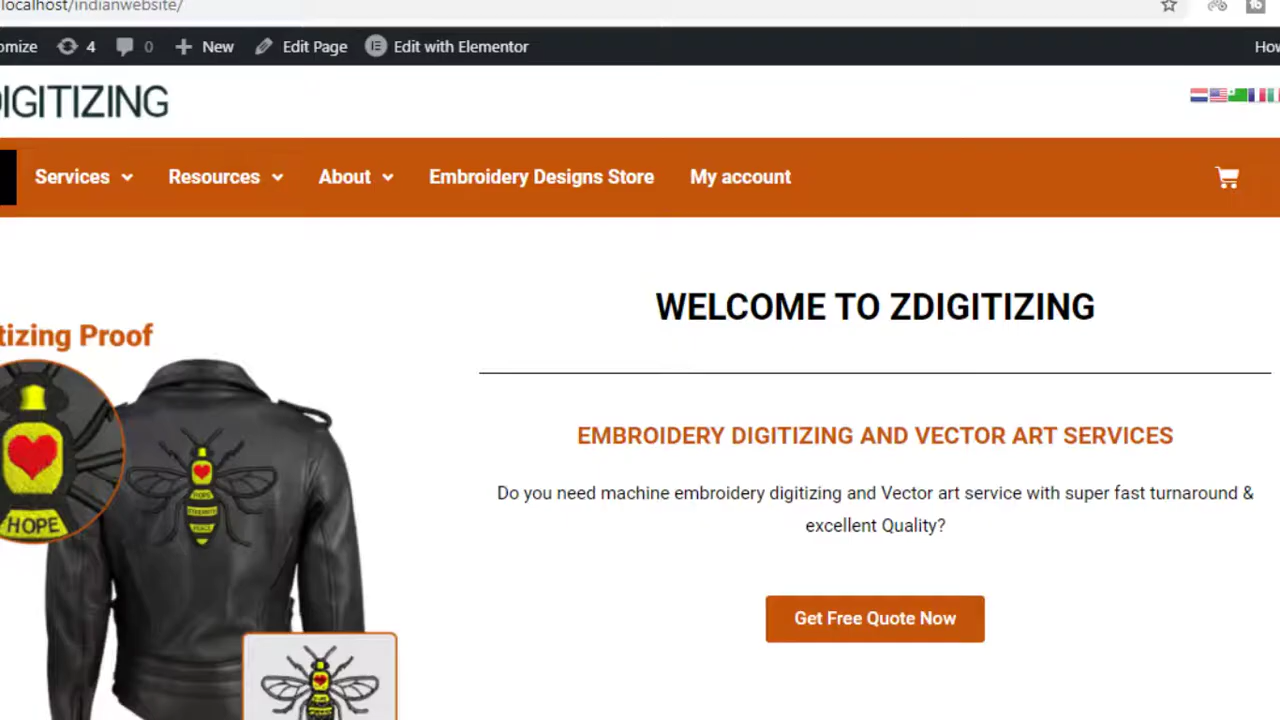 localhost/indianwebsite/
16
omize 4 0 New Edit Page Edit with Elementor How
DIGITIZING
Services Resources About Embroidery Designs Store My account
WELCOME TO ZDIGITIZING
tizing Proof
EMBROIDERY DIGITIZING AND VECTOR ART SERVICES
Do you need machine embroidery digitizing and Vector art service with super fast turnaround &
excellent Quality?
HOPE
HOPE
Get Free Quote Now